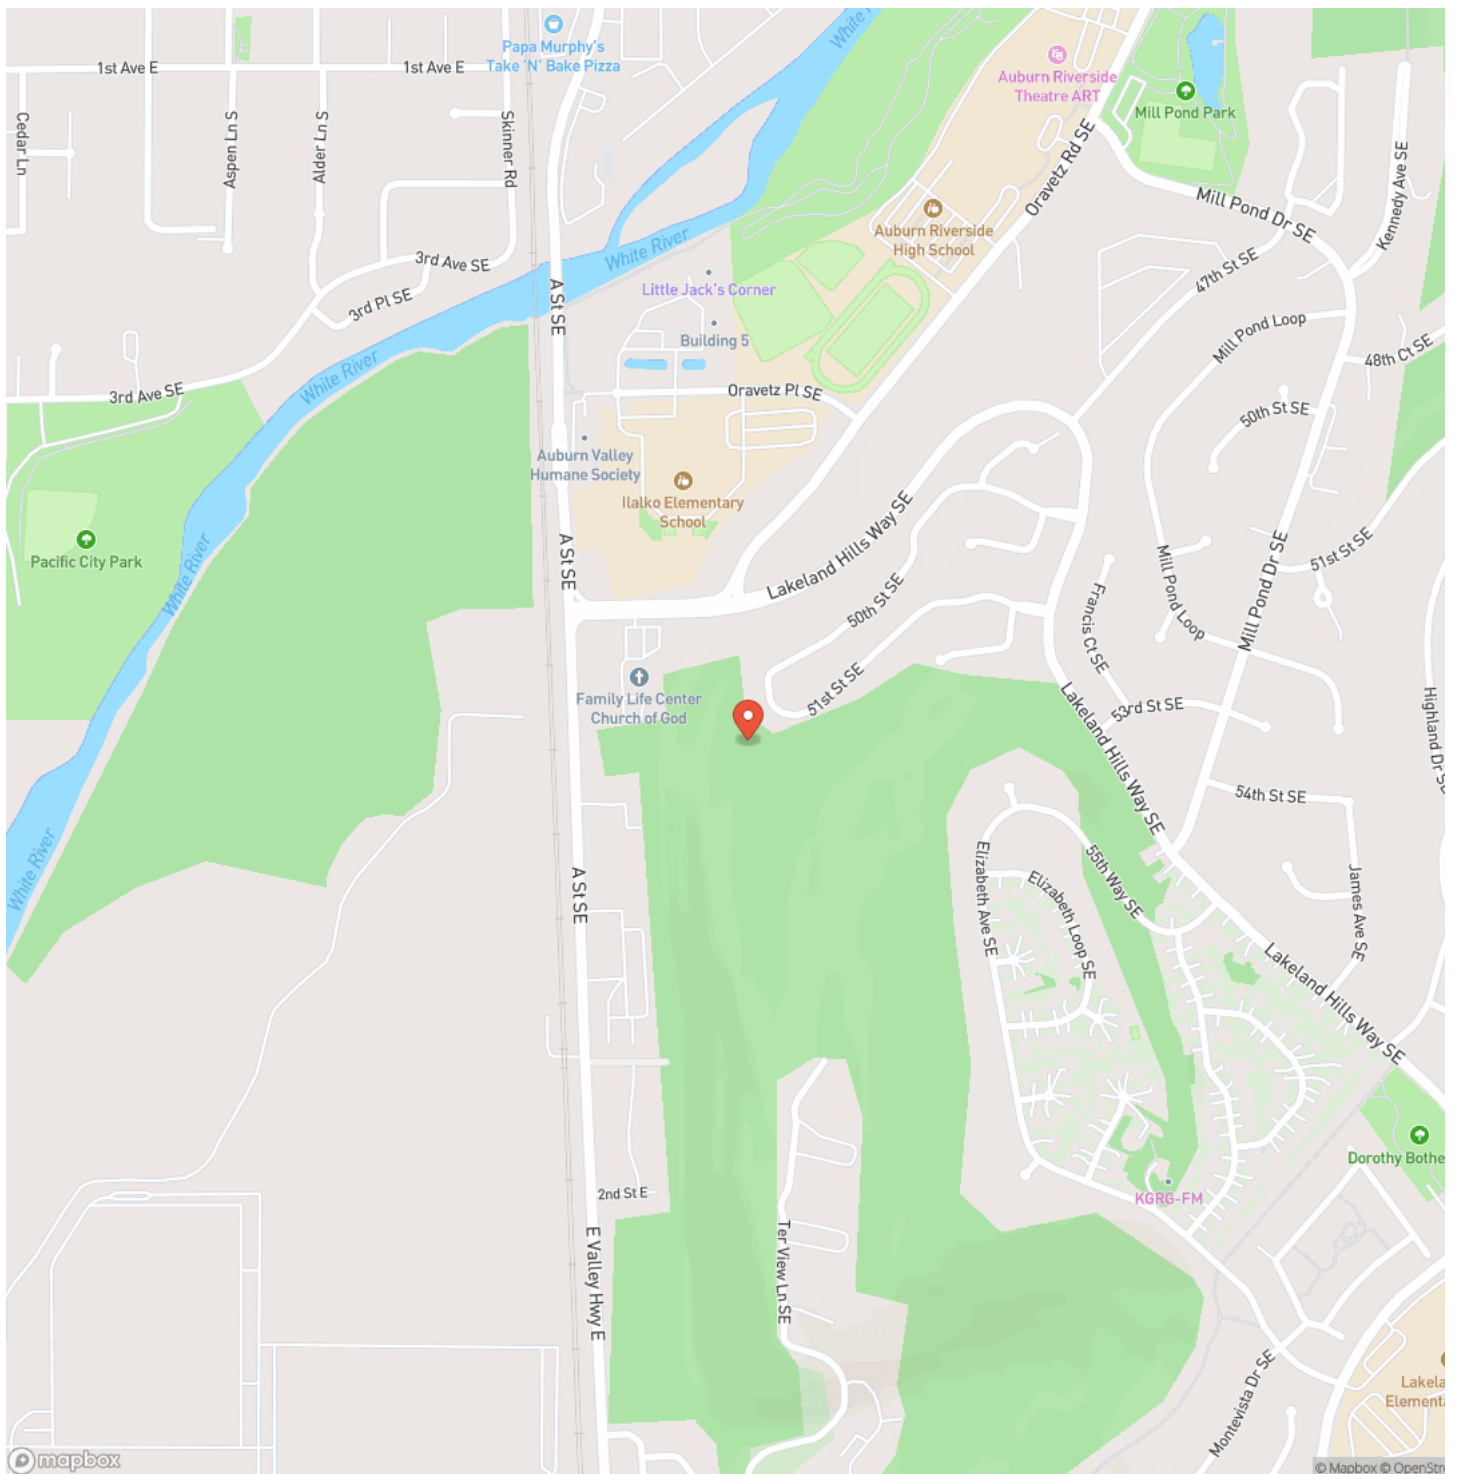 White River
Papa Murphy's
Take 'N' Bake Pizza
1st Ave E
1st Ave E
Auburn Riverside
Theatre ART
Mill Pond Park
Cedar Ln
Aspen Ln S
Alder Ln S
Skinner Rd
Oravetz Rd SE
Kennedy Ave SE
Mill Pond Dr SE
Auburn Riverside
High School
White River
3rd Ave SE
47th St SE
Little Jack's Corner
3rd Pl SE
A St SE
Building 5
Mill Pond Loop
48th Ct SE
White River
3rd Ave SE
Oravetz Pl SE
50th St SE
Auburn Valley
Humane Society
Ilalko Elementary
School
Lakeland Hills Way SE
A St SE
Pacific City Park
White River
50th St SE
Mill Pond Loop
Mill Pond Dr SE
51st St SE
Francis Ct SE
Family Life Center
Church of God
51st St SE
53rd St SE
Highland Dr SE
Lakeland Hills Way SE
54th St SE
White River
A St SE
Elizabeth Ave SE
Elizabeth Loop SE
55th Way SE
James Ave SE
Lakeland Hills Way SE
Dorothy Bothe
2nd St E
KGRG-FM
E Valley Hwy E
Ter View Ln SE
Montevista Dr SE
Lakela
Elementa
mapbox
© Mapbox © OpenStre